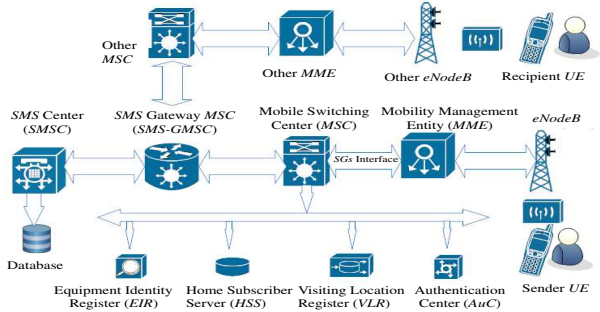 Other
MSC
Other MME
Other eNodeB
Recipient UE
SMS Center
(SMSC)
SMS Gateway MSC
(SMS-GMSC)
Mobile Switching
Center (MSC)
Mobility Management
Entity (MME)
eNodeB
SGs Interface
Database
Equipment Identity
Register (EIR)
Home Subscriber
Server (HSS)
Visiting Location
Register (VLR)
Authentication
Center (AuC)
Sender UE